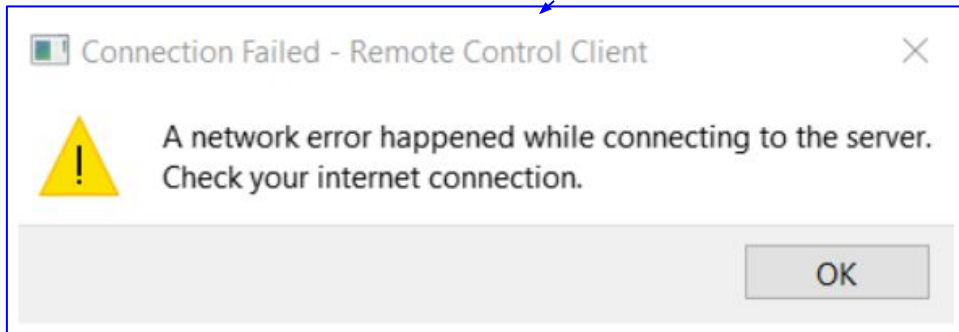 Connection Failed - Remote Control Client
A network error happened while connecting to the server.
Check your internet connection.
OK